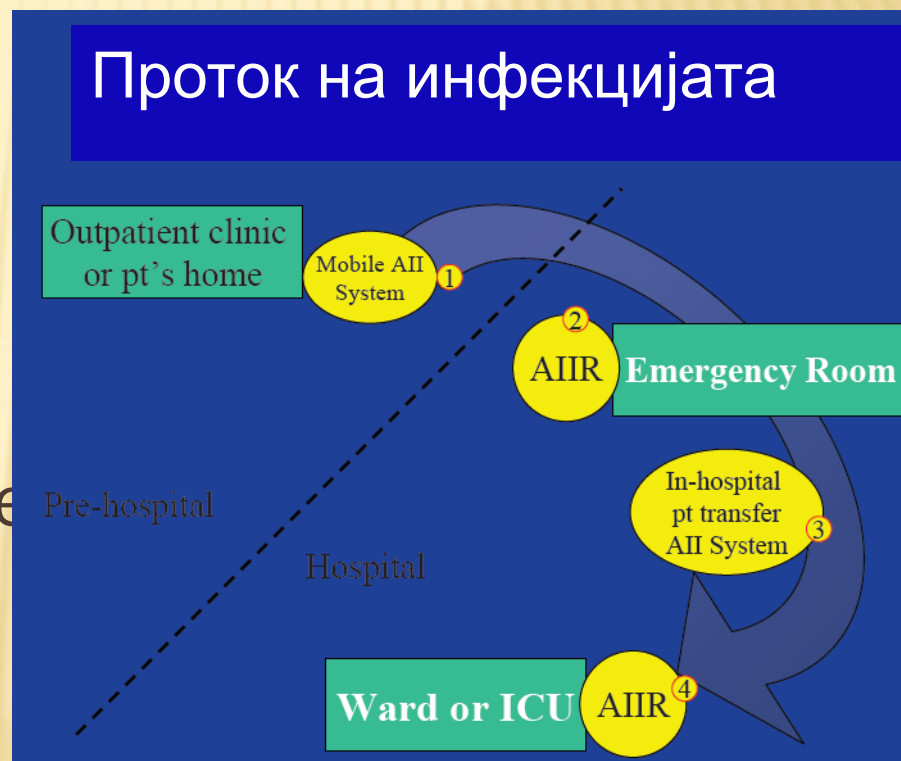 Проток на инфекцијата
Outpatient clinic
or pt's home
Mobile AII
System
1
2
AIIR
Emergency Room
In-hospital
pt transfer
AII System
3
Pre-hospital
Hospital
Ward or ICU
AIIR
4